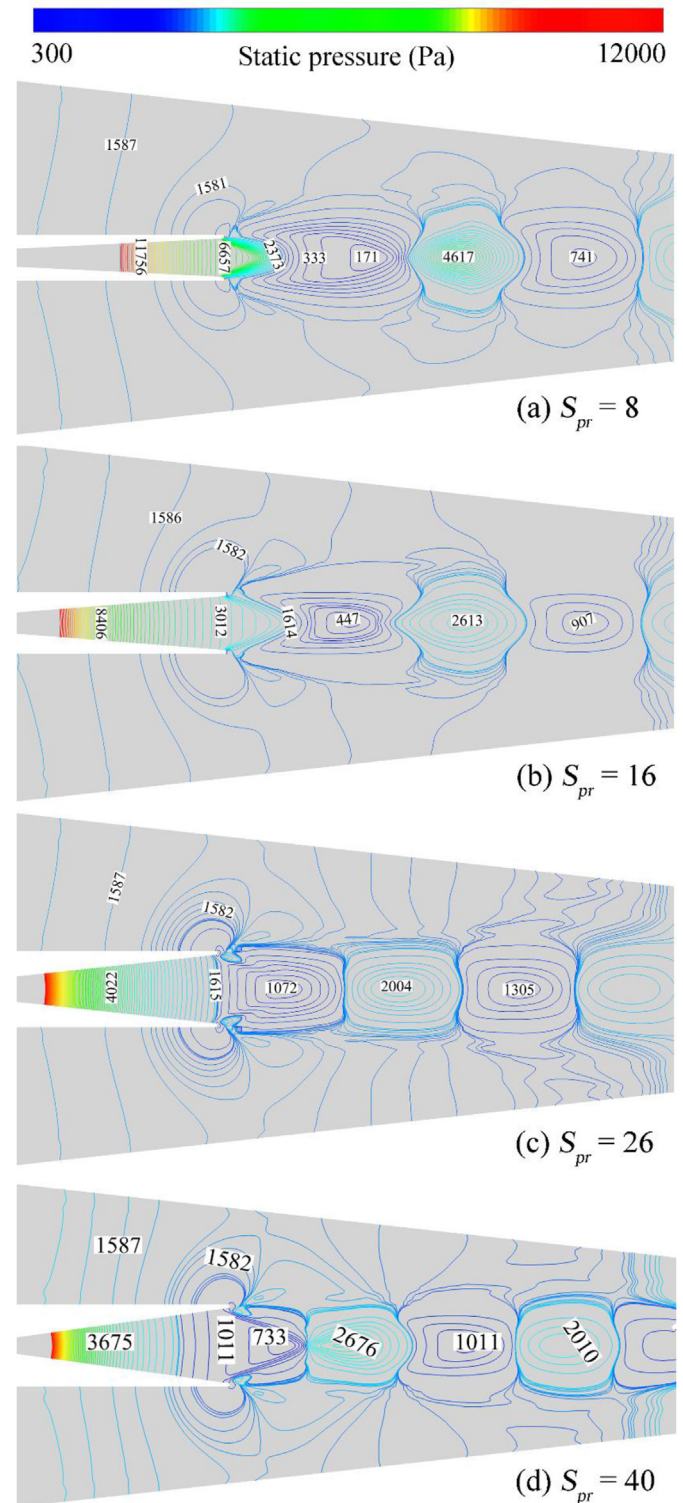 300 Static pressure (Pa) 12000
1587
1581
11756 6657 2373 333 171 4617 741
(a) Spr = 8
1586
1582
8406 3012 1614 447 2613 907
(b) Spr = 16
1587
1582
4022 1615 1072 2004 1305
(c) Spr = 26
1587 1582
3675 1011 733 2676 1011 2010
(d) Spr = 40